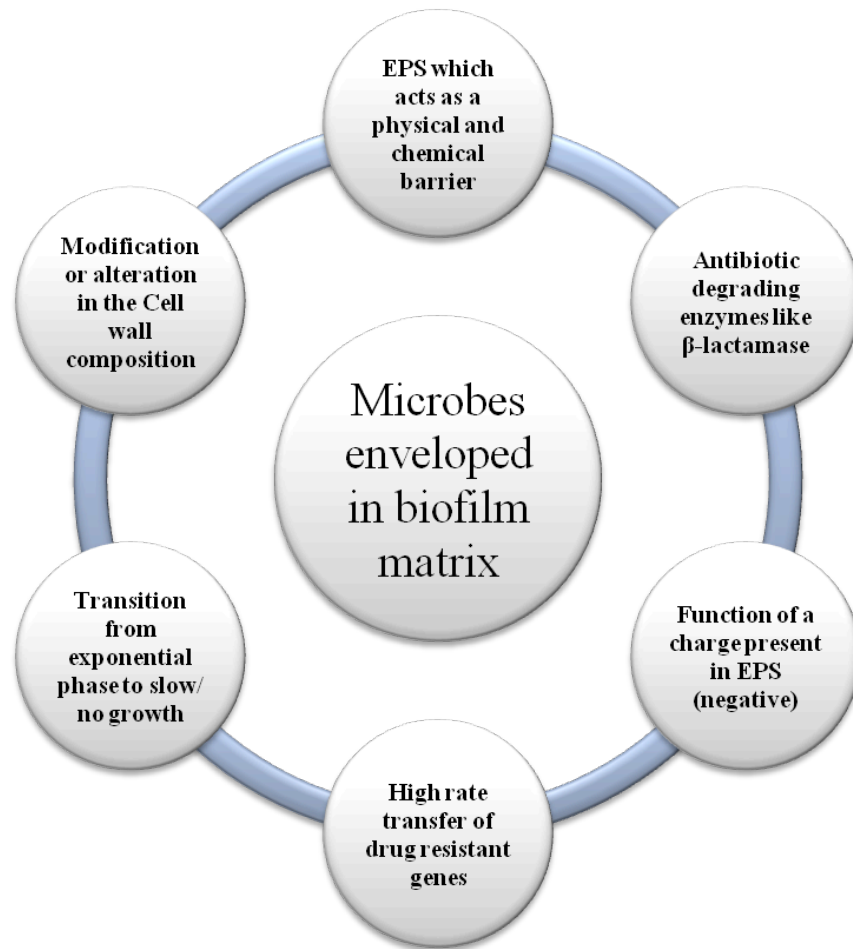 EPS which
acts as a
physical and
chemical
barrier
Antibiotic
degrading
enzymes like
β-lactamase
Function of a
charge present
in EPS
(negative)
High rate
transfer of
drug resistant
genes
Transition
from
exponential
phase to slow/
no growth
Modification
or alteration
in the Cell
wall
composition
Microbes
enveloped
in biofilm
matrix